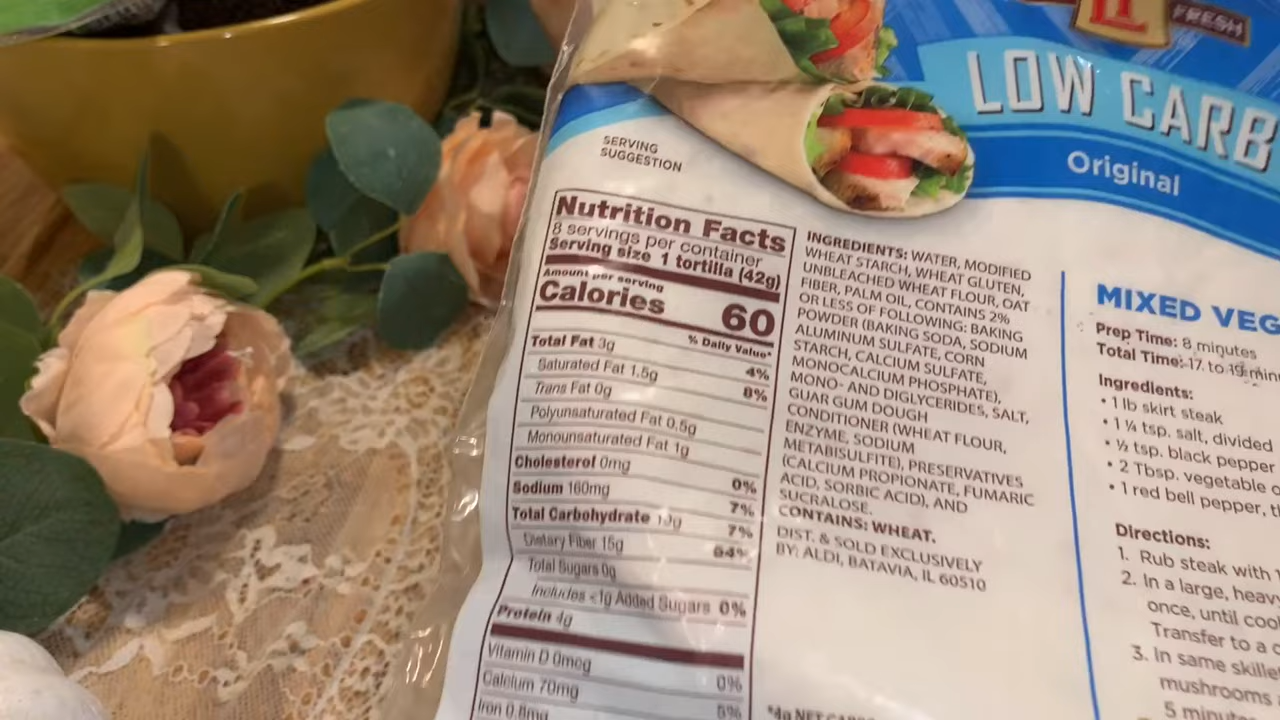 FRESH
LOW CARB
Original
SERVING
SUGGESTION
Nutrition Facts
8 servings per container
Serving size 1 tortilla (42g)
Amount per serving
Calories 60
% Daily Value*
Total Fat 3g 4%
Saturated Fat 1.5g 8%
Trans Fat 0g
Polyunsaturated Fat 0.5g
Monounsaturated Fat 1g
Cholesterol 0mg 0%
Sodium 160mg 7%
Total Carbohydrate 7%
Dietary Fiber 15g
Total Sugars 0g
Includes <1g Added Sugars 0%
Protein 4g
Vitamin D 0mcg 0%
Calcium 70mg
Iron 0.8mg
INGREDIENTS: WATER, MODIFIED
WHEAT STARCH, WHEAT GLUTEN,
UNBLEACHED WHEAT FLOUR, OAT
FIBER, PALM OIL, CONTAINS 2%
OR LESS OF FOLLOWING: BAKING
POWDER (BAKING SODA, SODIUM
ALUMINUM SULFATE, CORN
STARCH, CALCIUM SULFATE,
MONOCALCIUM PHOSPHATE),
MONO- AND DIGLYCERIDES, SALT,
GUAR GUM DOUGH
CONDITIONER (WHEAT FLOUR,
ENZYME, SODIUM
METABISULFITE), PRESERVATIVES
(CALCIUM PROPIONATE, FUMARIC
ACID, SORBIC ACID), AND
SUCRALOSE.
CONTAINS: WHEAT.
DIST. & SOLD EXCLUSIVELY
BY: ALDI, BATAVIA, IL 60510
MIXED VEG
Prep Time: 8 minutes
Total Time: 17 to
Ingredients:
• 1 lb skirt steak
• 1 ¼ tsp. salt, divided
• ½ tsp. black pepper
• 2 Tbsp. vegetable
• 1 red bell pepper,
Directions:
1. Rub steak with
2. In a large,
once, until
Transfer to a
3. In same
mushrooms
5